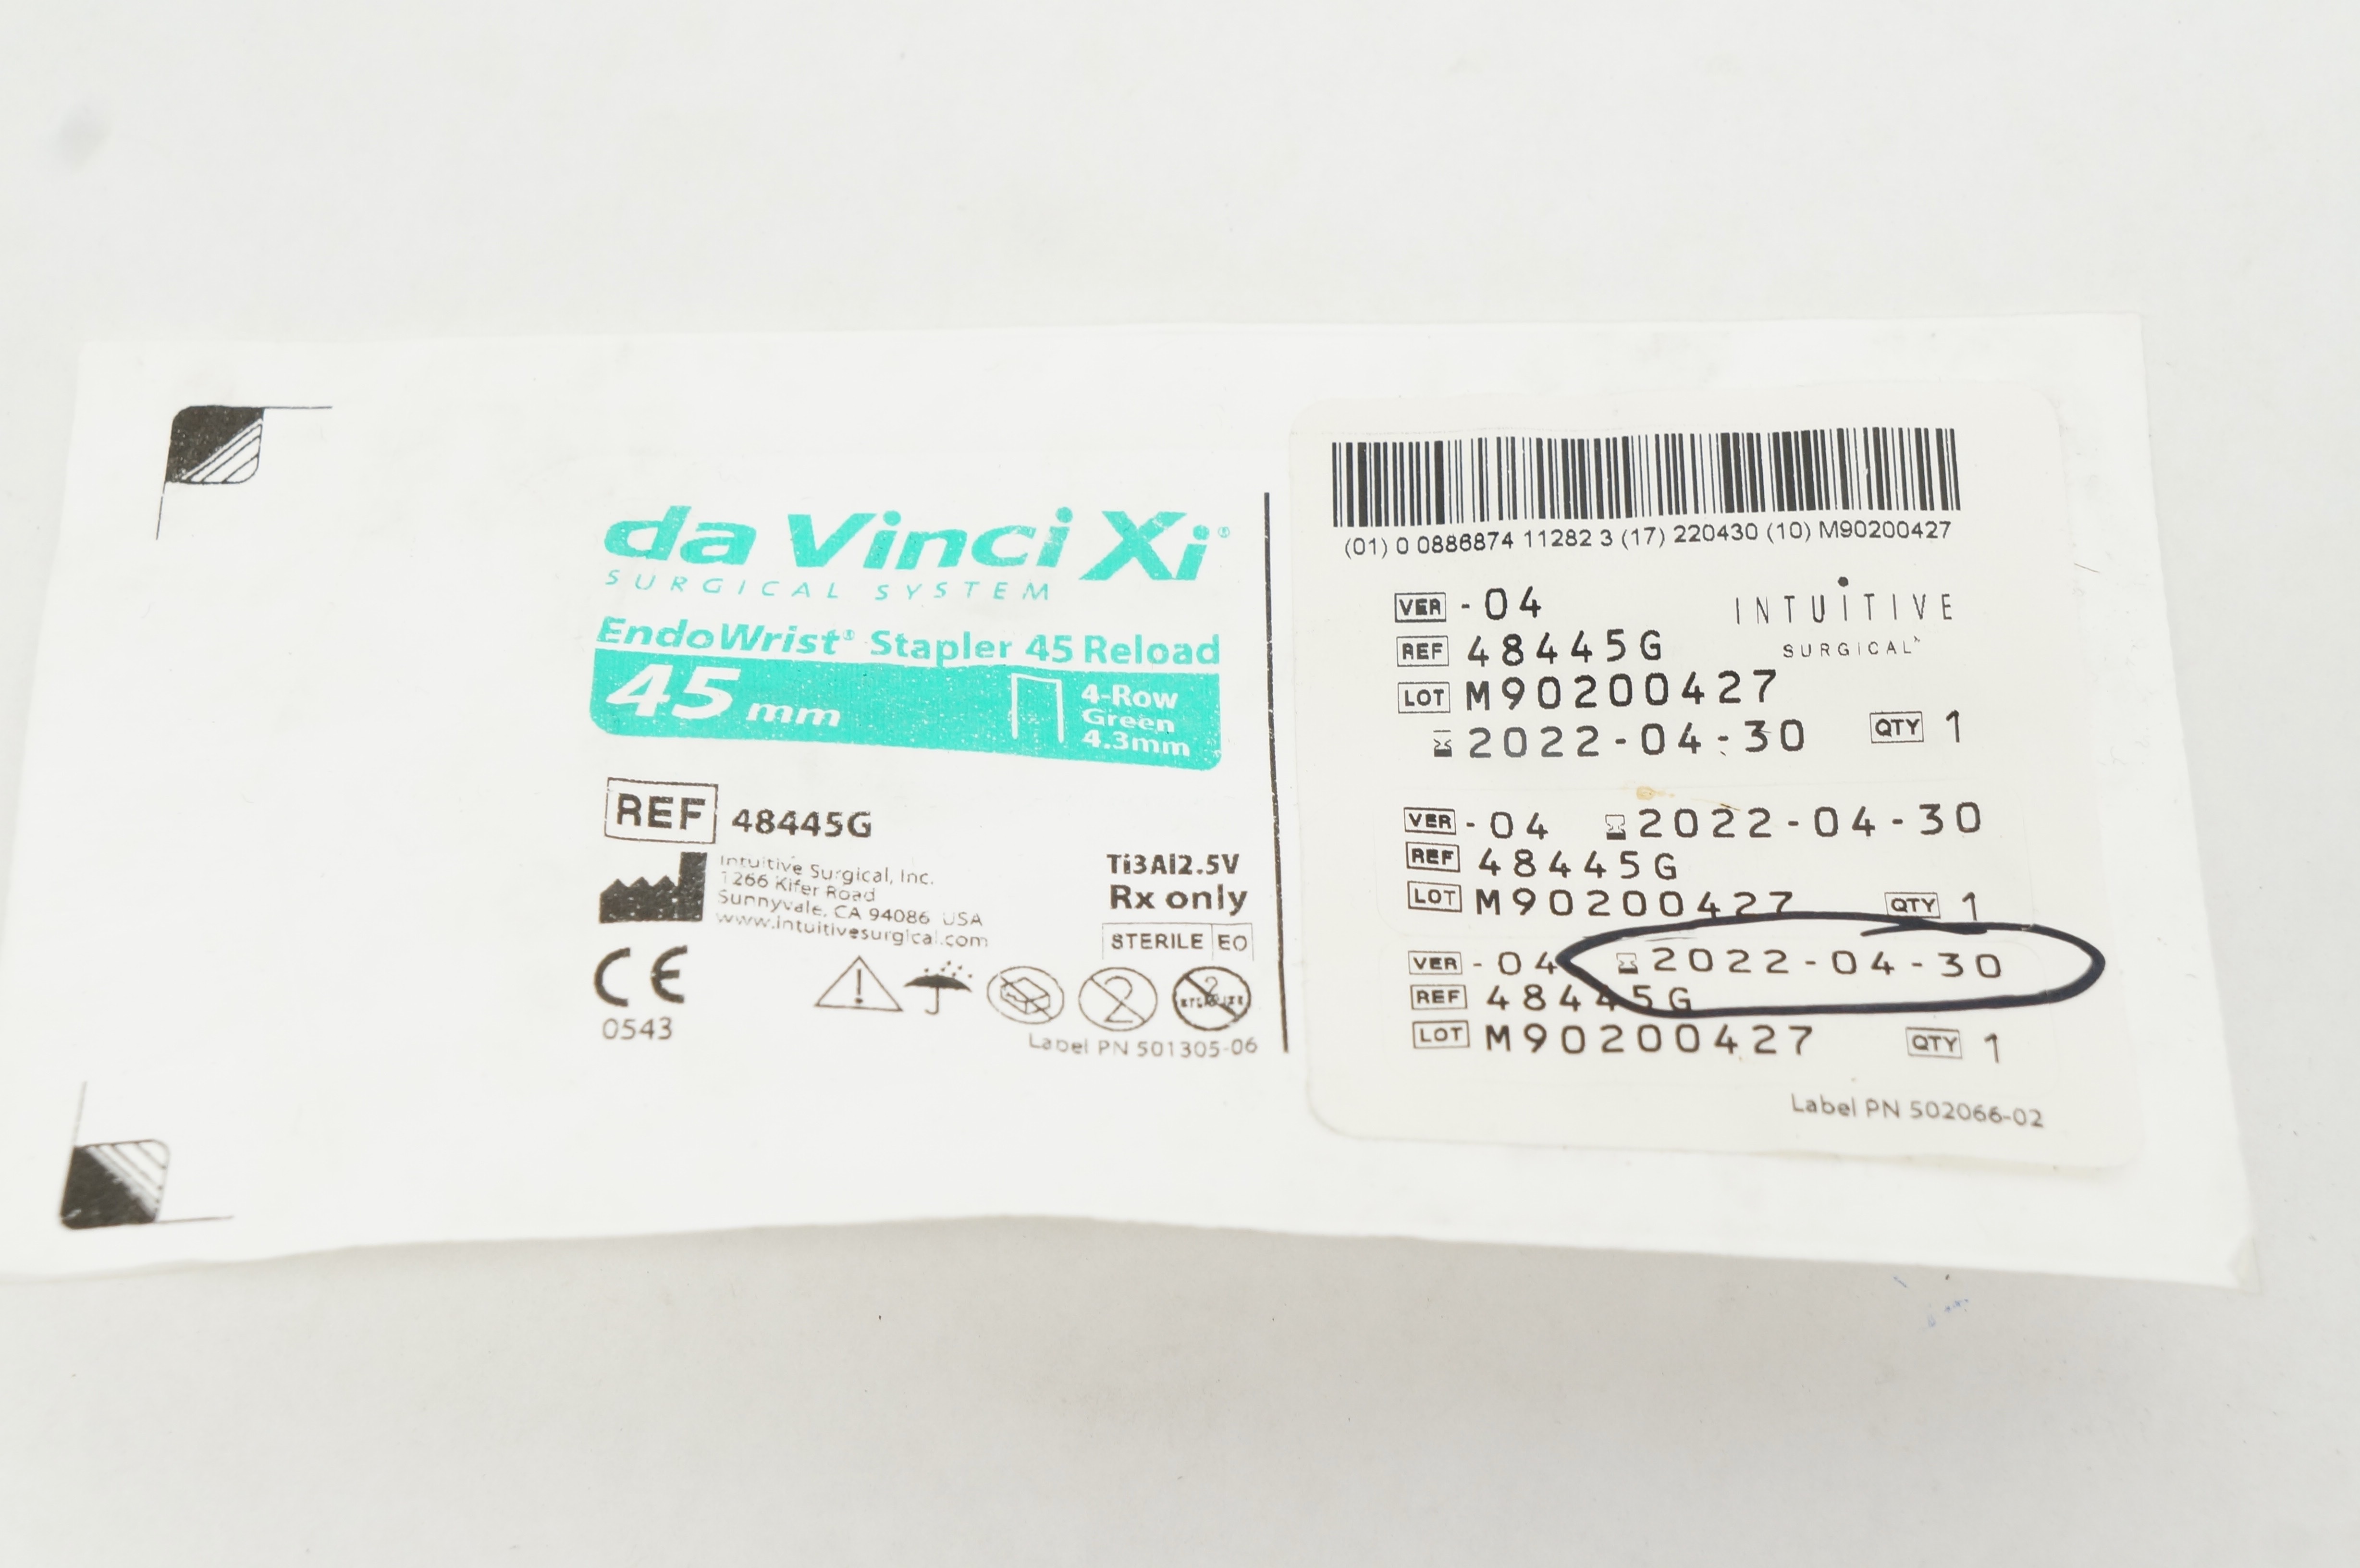 da Vinci Xi®
SURGICAL SYSTEM
EndoWrist® Stapler 45 Reload
45 mm
4-Row
Green
4.3mm
REF 48445G
Intuitive Surgical, Inc.
1266 Kifer Road
Sunnyvale, CA 94086 USA
www.intuitivesurgical.com
Ti3Al2.5V
Rx only
STERILE EO
CE
0543
2
2
Label PN 501305-06
(01) 0 0886874 11282 3 (17) 220430 (10) M90200427
VER -04
INTUITIVE
SURGICAL
REF 48445G
LOT M90200427
2022-04-30 QTY 1
VER -04 2022-04-30
REF 48445G
LOT M90200427 QTY 1
VER -04 2022-04-30
REF 48445G
LOT M90200427 QTY 1
Label PN 502066-02